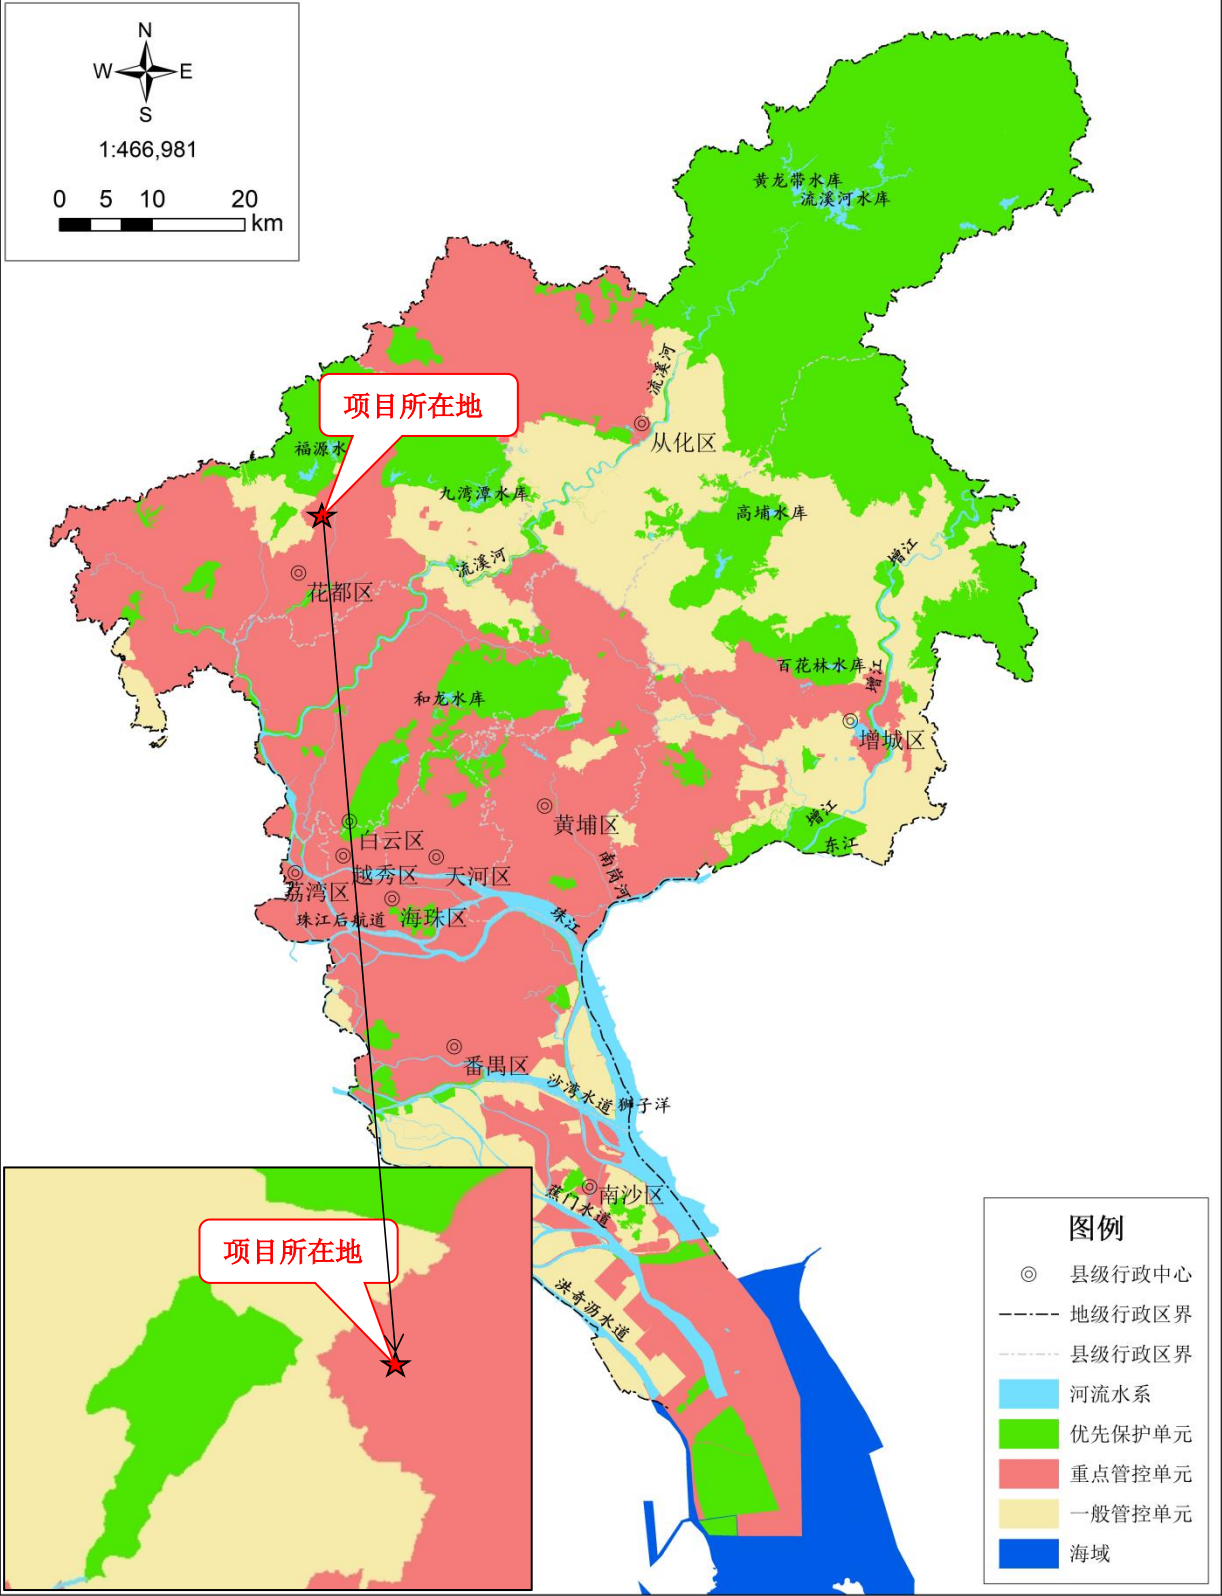 N
W E
S
1:466,981
0 5 10 20
km
黄龙带水库
流溪河水库
流溪河
项目所在地
从化区
福源水
九湾潭水库
高埔水库
增江
流溪河
花都区
百花林水库
增江
和龙水库
增城区
增江
东江
黄埔区
白云区
越秀区
天河区
南岗河
荔湾区
海珠区
珠江后航道
珠江
番禺区
沙湾水道
狮子洋
南沙区
蕉门水道
洪奇沥水道
项目所在地
图例
县级行政中心
地级行政区界
县级行政区界
河流水系
优先保护单元
重点管控单元
一般管控单元
海域